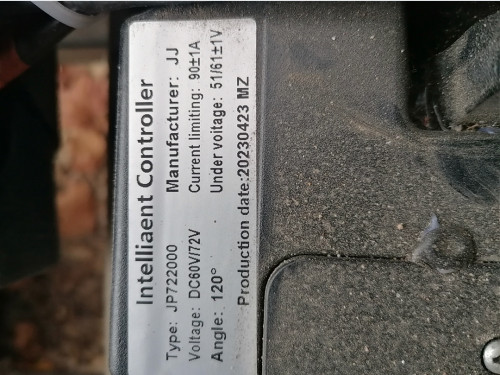 Intelliaent Controller
Type: JP722000 Manufacturer: JJ
Voltage: DC60V/72V Current limiting: 90±1A
Angle: 120° Under voltage: 51/61±1V
Production date:20230423 MZ